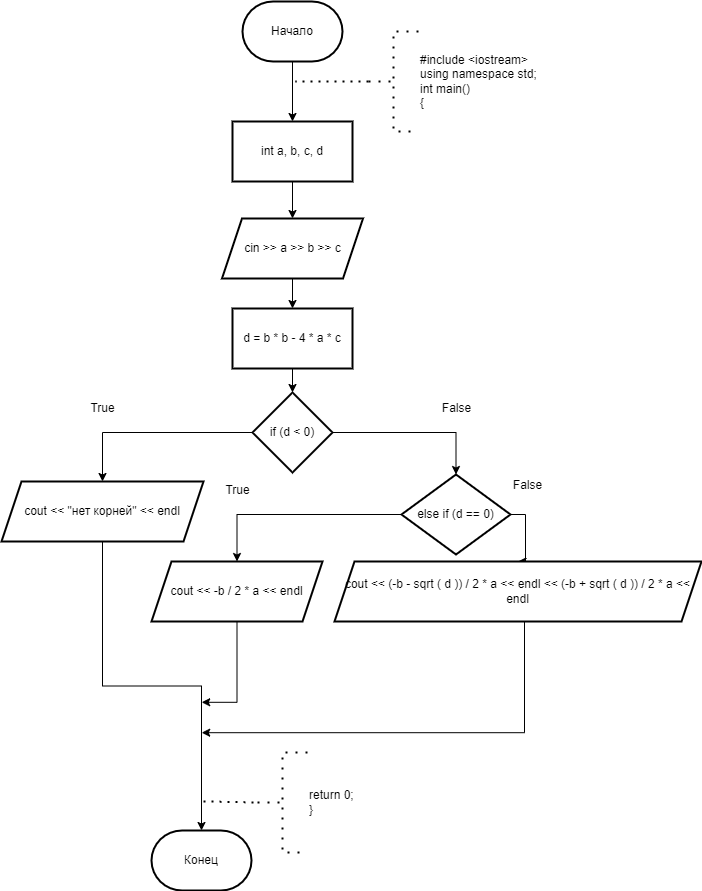 Начало
#include <iostream>
using namespace std;
int main()
{
int a, b, c, d
cin >> a >> b >> c
d = b * b - 4 * a * c
True
False
if (d < 0)
True
False
cout << "нет корней" << endl
else if (d == 0)
cout << -b / 2 * a << endl
cout << (-b - sqrt ( d )) / 2 * a << endl << (-b + sqrt ( d )) / 2 * a <<
endl
return 0;
}
Конец